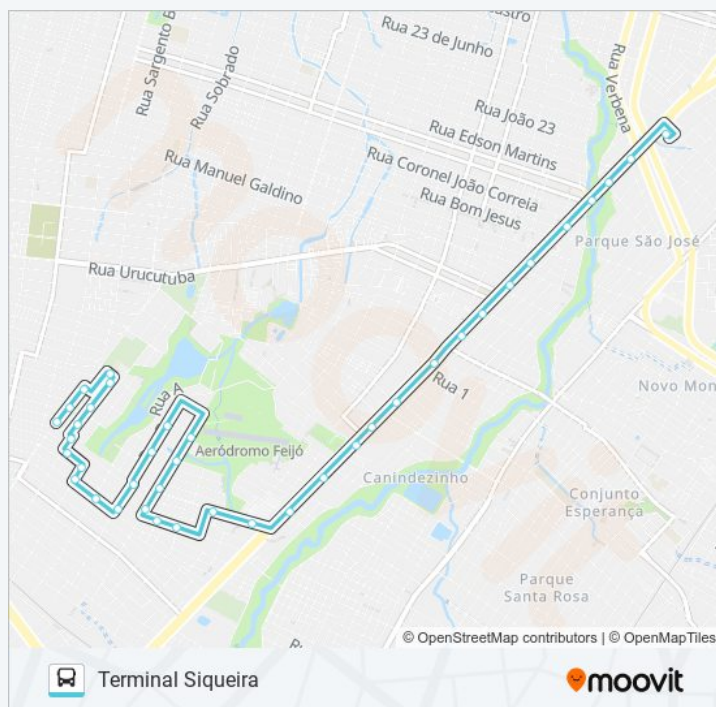 astro
Rua 23 de Junho
Rua Sargento B
Rua Sobrado
Rua Verbena
Rua João 23
Rua Edson Martins
Rua Manuel Galdino
Rua Coronel João Correia
Rua Bom Jesus
Parque São José
Rua Urucutuba
Rua 1
Novo Mon
Rua A
Aeródromo Feijó
Canindezinho
Conjunto
Esperança
Parque
Santa Rosa
© OpenStreetMap contributors | © OpenMapTiles
Terminal Siqueira
moovit